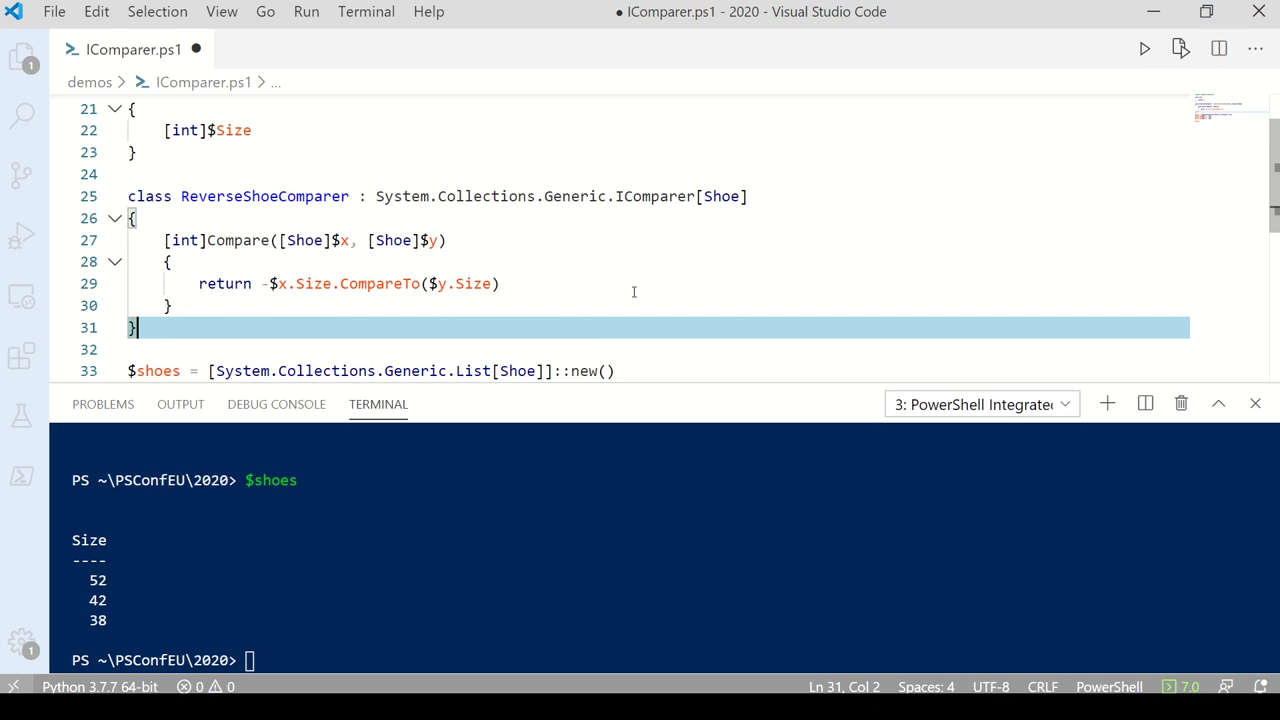 File Edit Selection View Go Run Terminal Help ● IComparer.ps1 - 2020 - Visual Studio Code
IComparer.ps1 ●
demos > IComparer.ps1 > ...
21 {
22 [int]$Size
23 }
24
25 class ReverseShoeComparer : System.Collections.Generic.IComparer[Shoe]
26 {
27 [int]Compare([Shoe]$x, [Shoe]$y)
28 {
29 return -$x.Size.CompareTo($y.Size)
30 }
31 }
32
33 $shoes = [System.Collections.Generic.List[Shoe]]::new()
PROBLEMS OUTPUT DEBUG CONSOLE TERMINAL 3: PowerShell Integrated
PS ~\PSConfEU\2020> $shoes
Size
----
52
42
38
PS ~\PSConfEU\2020>
1
1
Python 3.7.7 64-bit 0 0 Ln 31, Col 2 Spaces: 4 UTF-8 CRLF PowerShell 7.0